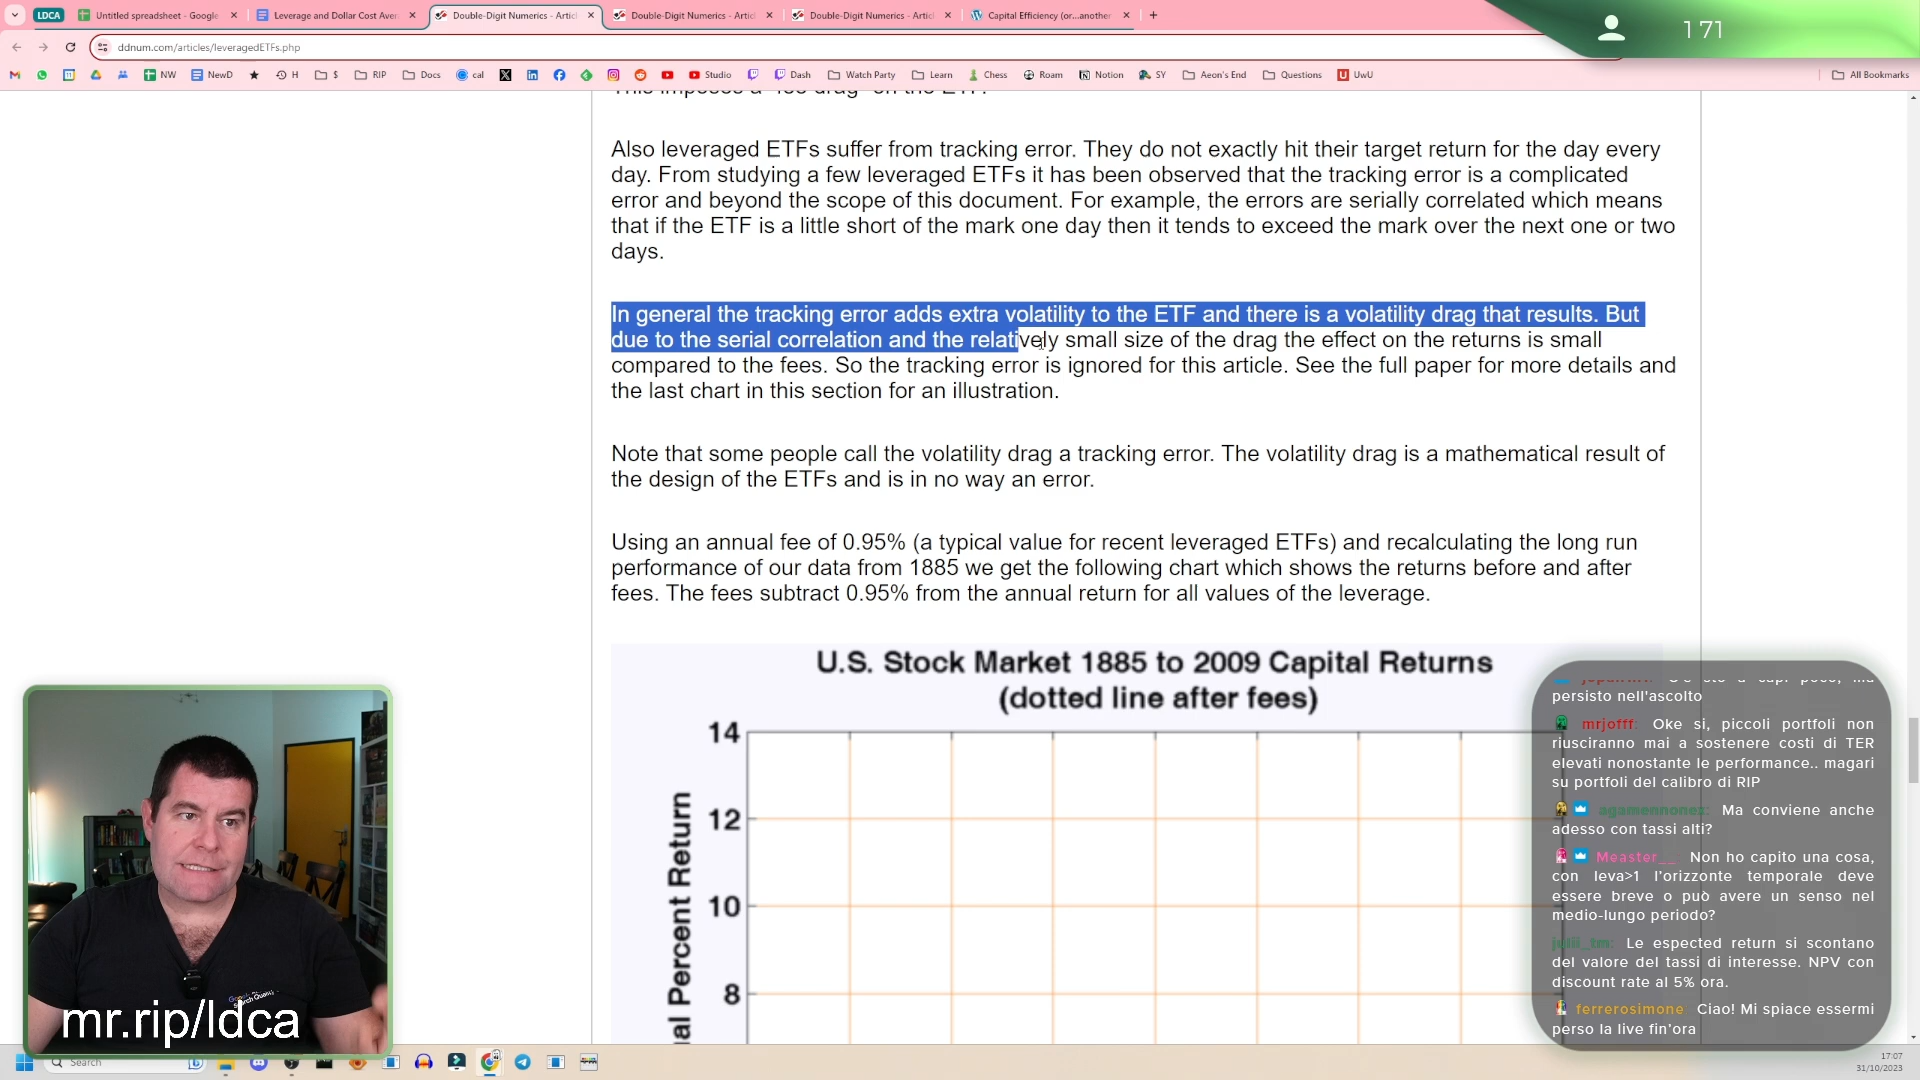 LDCA
Untitled spreadsheet - Google
Leverage and Dollar Cost Aver
Double-Digit Numerics - Articl
Double-Digit Numerics - Articl
Double-Digit Numerics - Articl
Capital Efficiency (or...another
171
ddnum.com/articles/leveragedETFs.php
NW
NewD
H
$
RIP
Docs
cal
Studio
Dash
Watch Party
Learn
Chess
Roam
Notion
SY
Aeon's End
Questions
UwU
All Bookmarks
This imposes a "fee drag" on the ETF.
Also leveraged ETFs suffer from tracking error. They do not exactly hit their target return for the day every
day. From studying a few leveraged ETFs it has been observed that the tracking error is a complicated
error and beyond the scope of this document. For example, the errors are serially correlated which means
that if the ETF is a little short of the mark one day then it tends to exceed the mark over the next one or two
days.
In general the tracking error adds extra volatility to the ETF and there is a volatility drag that results. But
due to the serial correlation and the relatively small size of the drag the effect on the returns is small
compared to the fees. So the tracking error is ignored for this article. See the full paper for more details and
the last chart in this section for an illustration.
Note that some people call the volatility drag a tracking error. The volatility drag is a mathematical result of
the design of the ETFs and is in no way an error.
Using an annual fee of 0.95% (a typical value for recent leveraged ETFs) and recalculating the long run
performance of our data from 1885 we get the following chart which shows the returns before and after
fees. The fees subtract 0.95% from the annual return for all values of the leverage.
U.S. Stock Market 1885 to 2009 Capital Returns
(dotted line after fees)
14
12
10
8
al Percent Return
persisto nell'ascolto
mrjofff: Oke si, piccoli portfoli non
riusciranno mai a sostenere costi di TER
elevati nonostante le performance.. magari
su portfoli del calibro di RIP
agamennonex: Ma conviene anche
adesso con tassi alti?
Measter__: Non ho capito una cosa,
con leva>1 l'orizzonte temporale deve
essere breve o può avere un senso nel
medio-lungo periodo?
Le espected return si scontano
del valore del tassi di interesse. NPV con
discount rate al 5% ora.
ferrerosimone: Ciao! Mi spiace essermi
perso la live fin'ora
mr.rip/ldca
Search
17:07
31/10/2023